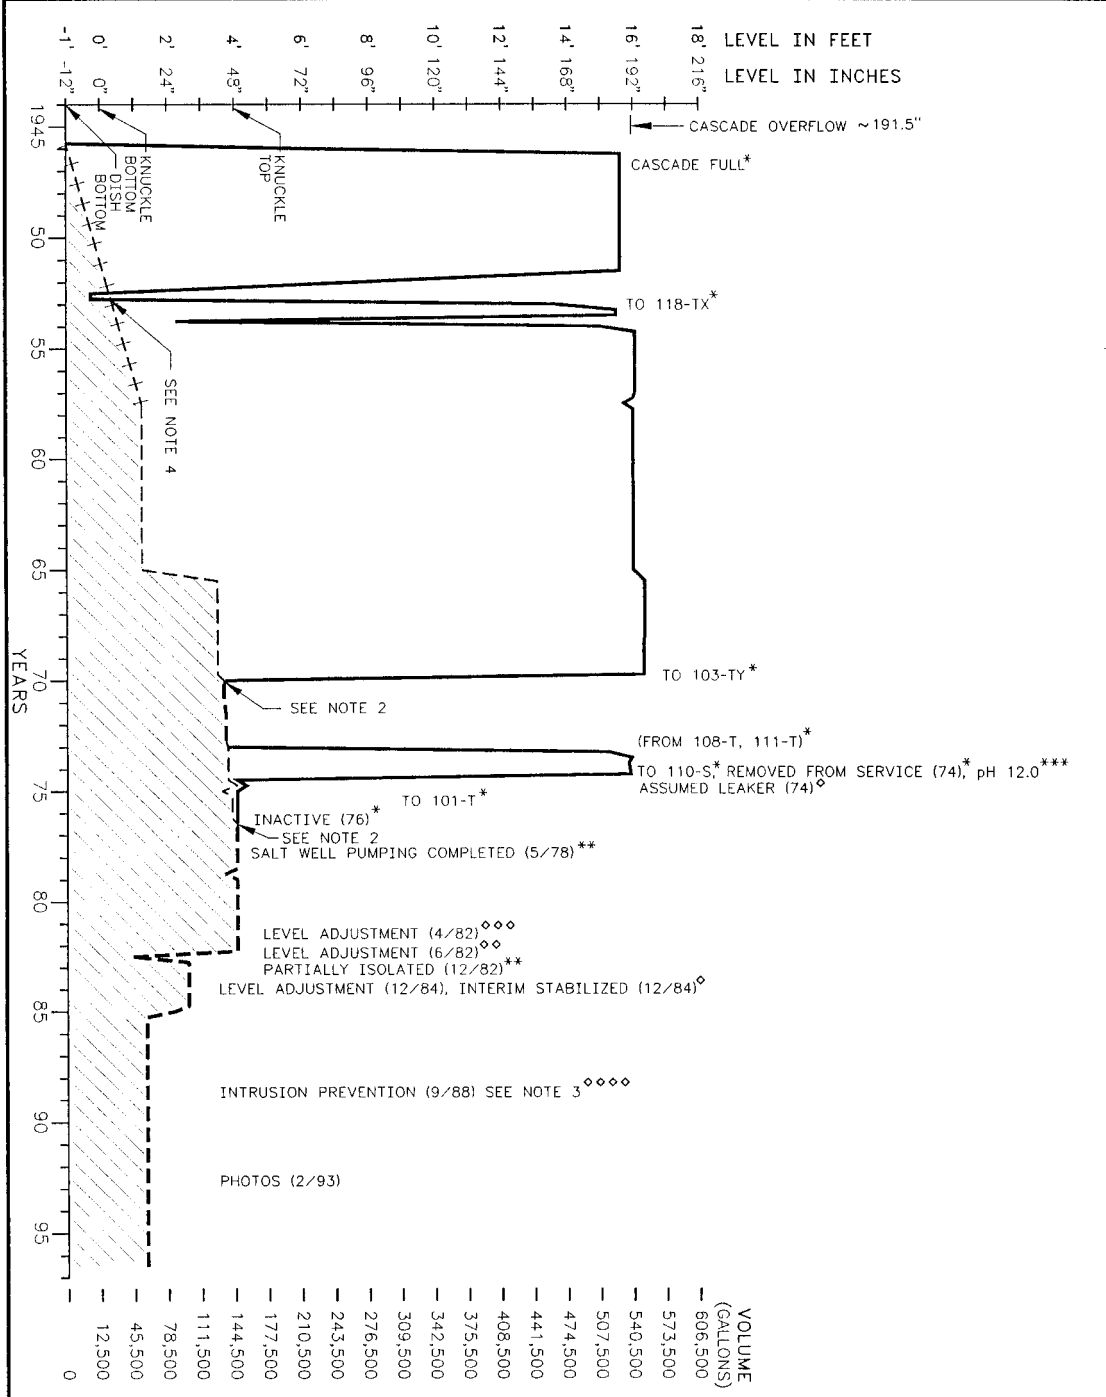 LEVEL IN FEET
-1' 0' 2' 4' 6' 8' 10' 12' 14' 16' 18'
LEVEL IN INCHES
-12" 0" 24" 48" 72" 96" 120" 144" 168" 192" 216"
CASCADE OVERFLOW ~191.5"
CASCADE FULL*
KNUCKLE
TOP
KNUCKLE
BOTTOM
DISH
BOTTOM
TO 118-TX*
SEE NOTE 4
TO 103-TY*
SEE NOTE 2
(FROM 108-T, 111-T)*
TO 110-S,* REMOVED FROM SERVICE (74),* pH 12.0***
ASSUMED LEAKER (74)◇
TO 101-T*
INACTIVE (76)*
SEE NOTE 2
SALT WELL PUMPING COMPLETED (5/78)**
LEVEL ADJUSTMENT (4/82)◇◇◇
LEVEL ADJUSTMENT (6/82)◇◇
PARTIALLY ISOLATED (12/82)**
LEVEL ADJUSTMENT (12/84), INTERIM STABILIZED (12/84)◇
INTRUSION PREVENTION (9/88) SEE NOTE 3◇◇◇◇
PHOTOS (2/93)
1945 50 55 60 65 70 75 80 85 90 95
YEARS
VOLUME
(GALLONS)
606,500
573,500
540,500
507,500
474,500
441,500
408,500
375,500
342,500
309,500
276,500
243,500
210,500
177,500
144,500
111,500
78,500
45,500
12,500
0